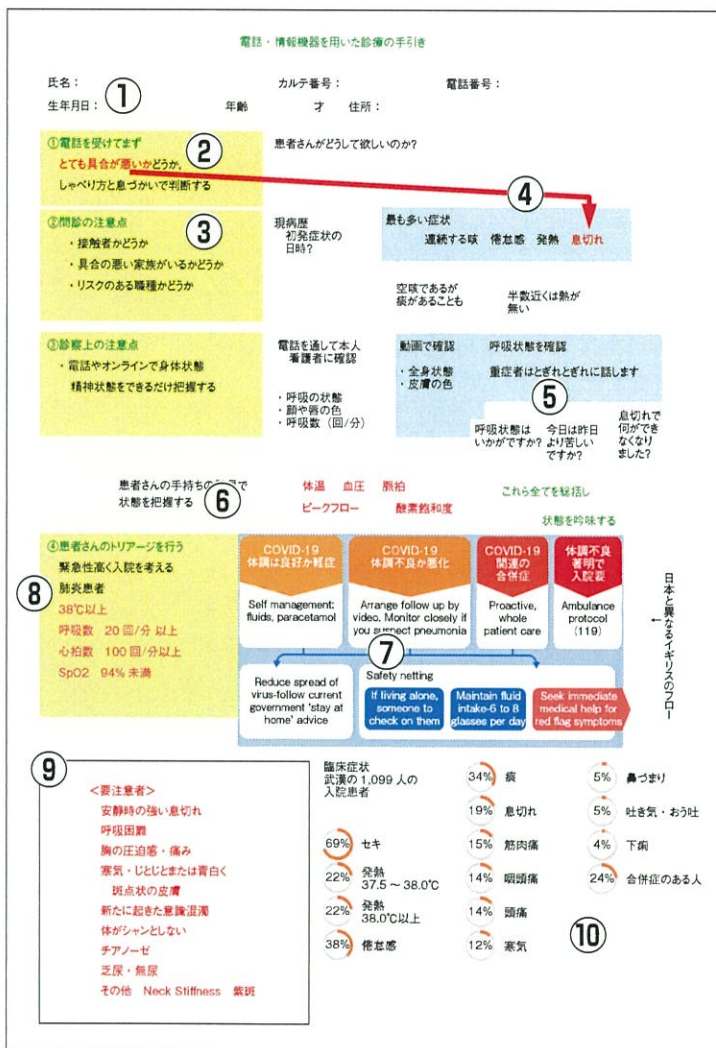 電話・情報機器を用いた診療の手引き
氏名： カルテ番号： 電話番号：
生年月日： 年齢 才 住所：
①
①電話を受けてまず
とても具合が悪いかどうか、
しゃべり方と息づかいで判断する
②
患者さんがどうして欲しいのか？
②問診の注意点
・接触者かどうか
・具合の悪い家族がいるかどうか
・リスクのある職種かどうか
③
現病歴
初発症状の
日時？
④
最も多い症状
連続する咳 倦怠感 発熱 息切れ
空咳であるが
痰があることも
半数近くは熱が
無い
③診察上の注意点
・電話やオンラインで身体状態
精神状態をできるだけ把握する
電話を通して本人
看護者に確認
・呼吸の状態
・顔や唇の色
・呼吸数（回/分）
動画で確認
・全身状態
・皮膚の色
呼吸状態を確認
重症者はとぎれとぎれに話します
⑤
呼吸状態は
いかがですか？
今日は昨日
より苦しい
ですか？
息切れで
何ができ
なくなり
ました？
患者さんの手持ちの で
状態を把握する
⑥
体温 血圧 脈拍
ピークフロー 酸素飽和度
これら全てを総括し
状態を吟味する
④患者さんのトリアージを行う
緊急性高く入院を考える
肺炎患者
38℃以上
呼吸数 20回/分 以上
心拍数 100回/分以上
SpO2 94%未満
⑧
COVID-19
体調は良好か軽症
Self management:
fluids, paracetamol
COVID-19
体調不良か悪化
Arrange follow up by
video, Monitor closely if
you suspect pneumonia
COVID-19
関連の
合併症
Proactive,
whole
patient care
体調不良
著明で
入院要
Ambulance
protocol
(119)
⑦
Reduce spread of
virus-follow current
government 'stay at
home' advice
Safety netting
If living alone,
someone to
check on them
Maintain fluid
intake-6 to 8
glasses per day
Seek immediate
medical help for
red flag symptoms
日本と異なるイギリスのフロー
⑨
＜要注意者＞
安静時の強い息切れ
呼吸困難
胸の圧迫感・痛み
寒気・じとじとまたは青白く
斑点状の皮膚
新たに起きた意識混濁
体がシャンとしない
チアノーゼ
乏尿・無尿
その他 Neck Stiffness 紫斑
臨床症状
武漢の1,099人の
入院患者
69% セキ
22% 発熱
37.5～38.0℃
22% 発熱
38.0℃以上
38% 倦怠感
34% 痰
19% 息切れ
15% 筋肉痛
14% 咽頭痛
14% 頭痛
12% 寒気
5% 鼻づまり
5% 吐き気・おう吐
4% 下痢
24% 合併症のある人
⑩